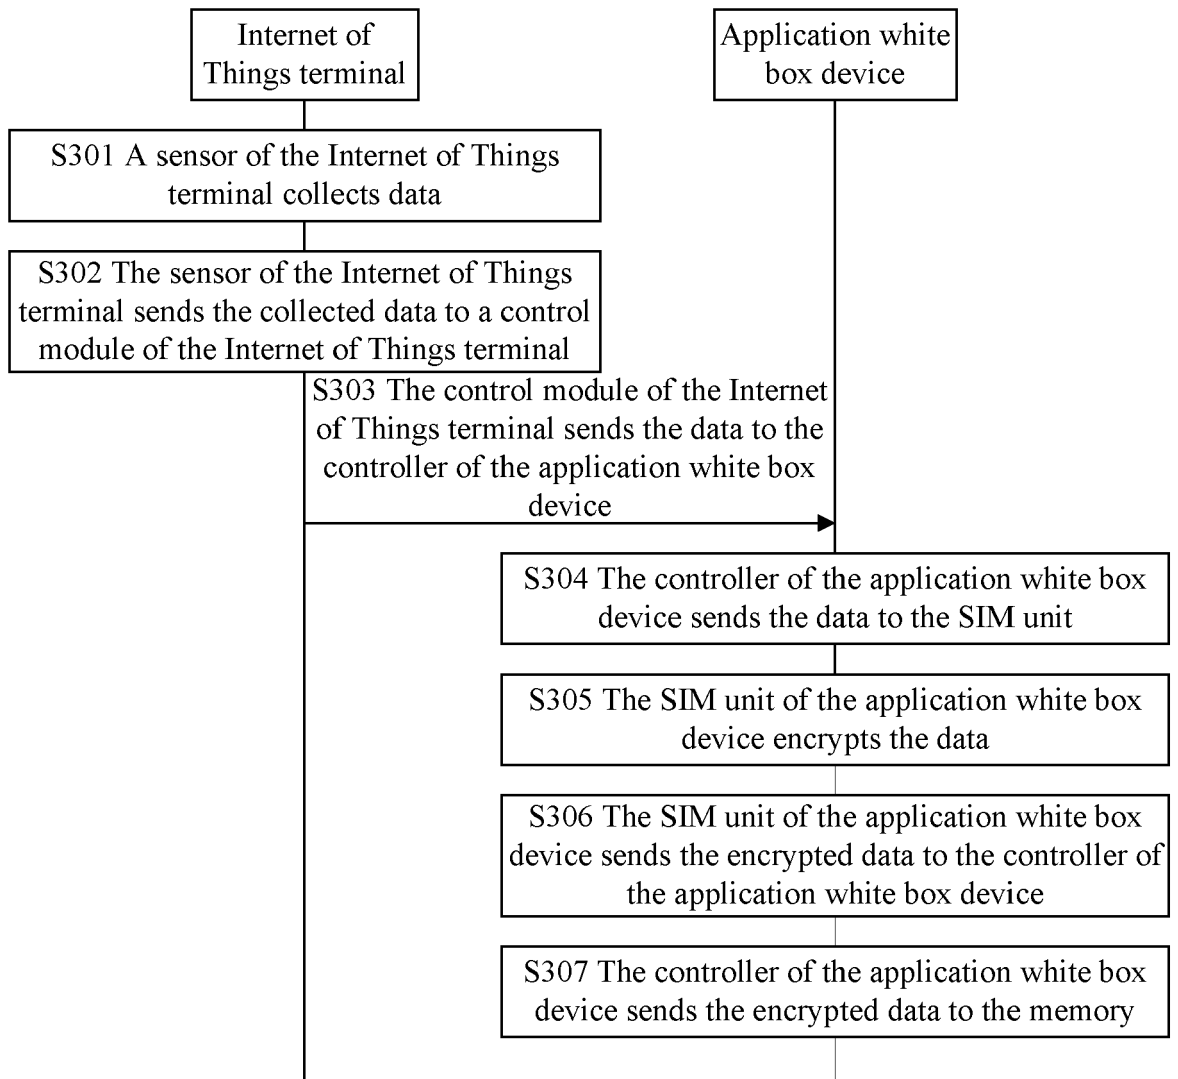 Internet of
Things terminal
Application white
box device
S301 A sensor of the Internet of Things
terminal collects data
S302 The sensor of the Internet of Things
terminal sends the collected data to a control
module of the Internet of Things terminal
S303 The control module of the Internet
of Things terminal sends the data to the
controller of the application white box
device
S304 The controller of the application white box
device sends the data to the SIM unit
S305 The SIM unit of the application white box
device encrypts the data
S306 The SIM unit of the application white box
device sends the encrypted data to the controller of
the application white box device
S307 The controller of the application white box
device sends the encrypted data to the memory